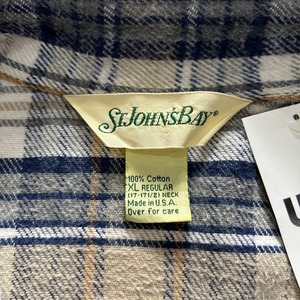 ST. JOHN'S BAY®
100% Cotton
XL REGULAR
(17-17 1/2) NECK
Made in U.S.A.
Over for care
U